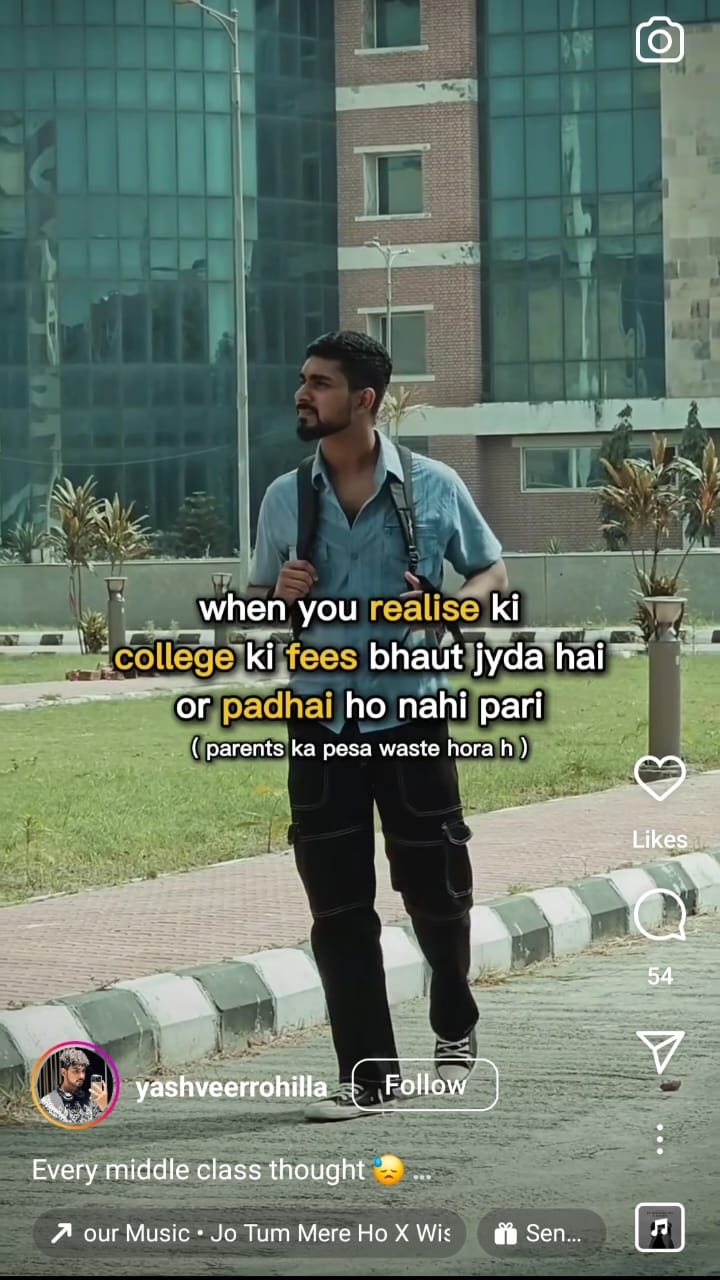 when you realise ki
college ki fees bhaut jyda hai
or padhai ho nahi pari
( parents ka pesa waste hora h )
Likes
54
yashveerrohilla
Follow
Every middle class thought 😓 ...
our Music • Jo Tum Mere Ho X Wis
Sen...